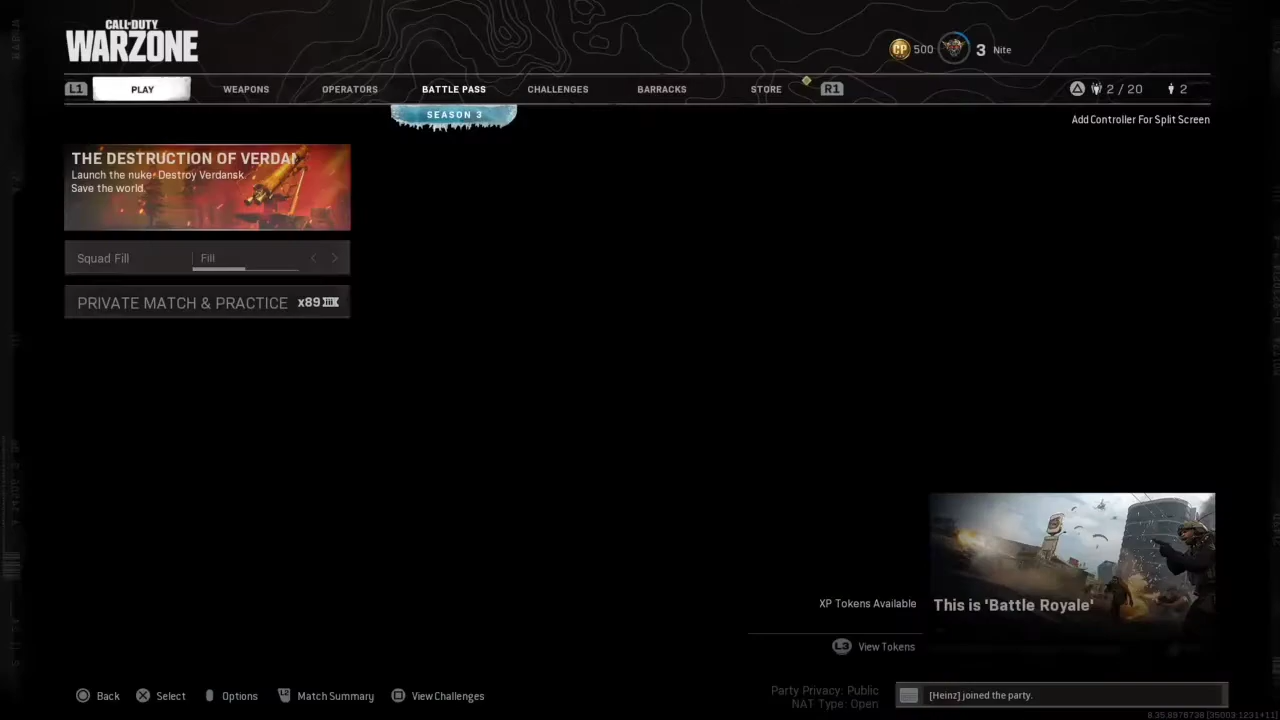 CALL OF DUTY
WARZONE
CP 500 3 Nite
L1 PLAY WEAPONS OPERATORS BATTLE PASS CHALLENGES BARRACKS STORE R1 2 / 20 2
SEASON 3
Add Controller For Split Screen
THE DESTRUCTION OF VERDAN
Launch the nuke. Destroy Verdansk.
Save the world.
Squad Fill Fill
PRIVATE MATCH & PRACTICE x89
XP Tokens Available
This is 'Battle Royale'
L3 View Tokens
Back Select Options L2 Match Summary View Challenges
Party Privacy: Public
NAT Type: Open
[Heinz] joined the party.